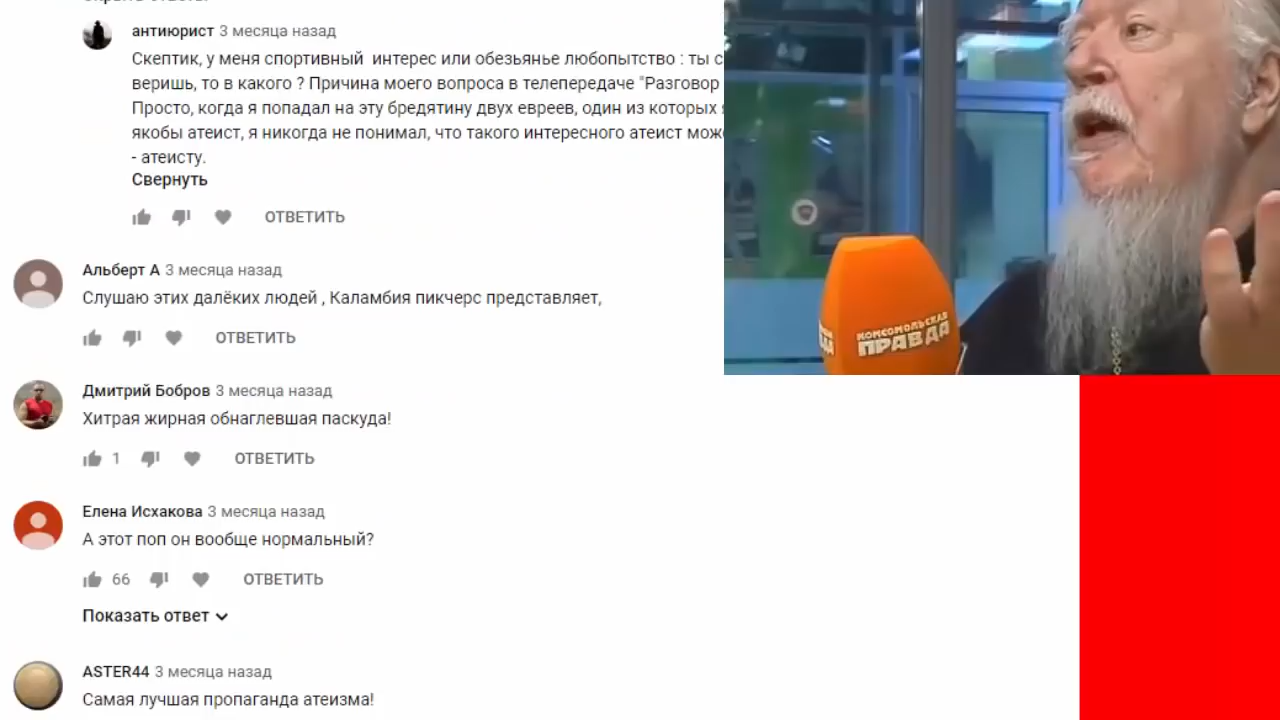 антиюрист 3 месяца назад
Скептик, у меня спортивный интерес или обезьянье любопытство : ты с
веришь, то в какого ? Причина моего вопроса в телепередаче "Разговор
Просто, когда я попадал на эту бредятину двух евреев, один из которых
якобы атеист, я никогда не понимал, что такого интересного атеист мож
- атеисту.
Свернуть
ОТВЕТИТЬ
Альберт А 3 месяца назад
Слушаю этих далёких людей , Каламбия пикчерс представляет,
ОТВЕТИТЬ
Дмитрий Бобров 3 месяца назад
Хитрая жирная обнаглевшая паскуда!
1 ОТВЕТИТЬ
Елена Исхакова 3 месяца назад
А этот поп он вообще нормальный?
66 ОТВЕТИТЬ
Показать ответ
ASTER44 3 месяца назад
Самая лучшая пропаганда атеизма!
КОМСОМОЛЬСКАЯ
ПРАВДА